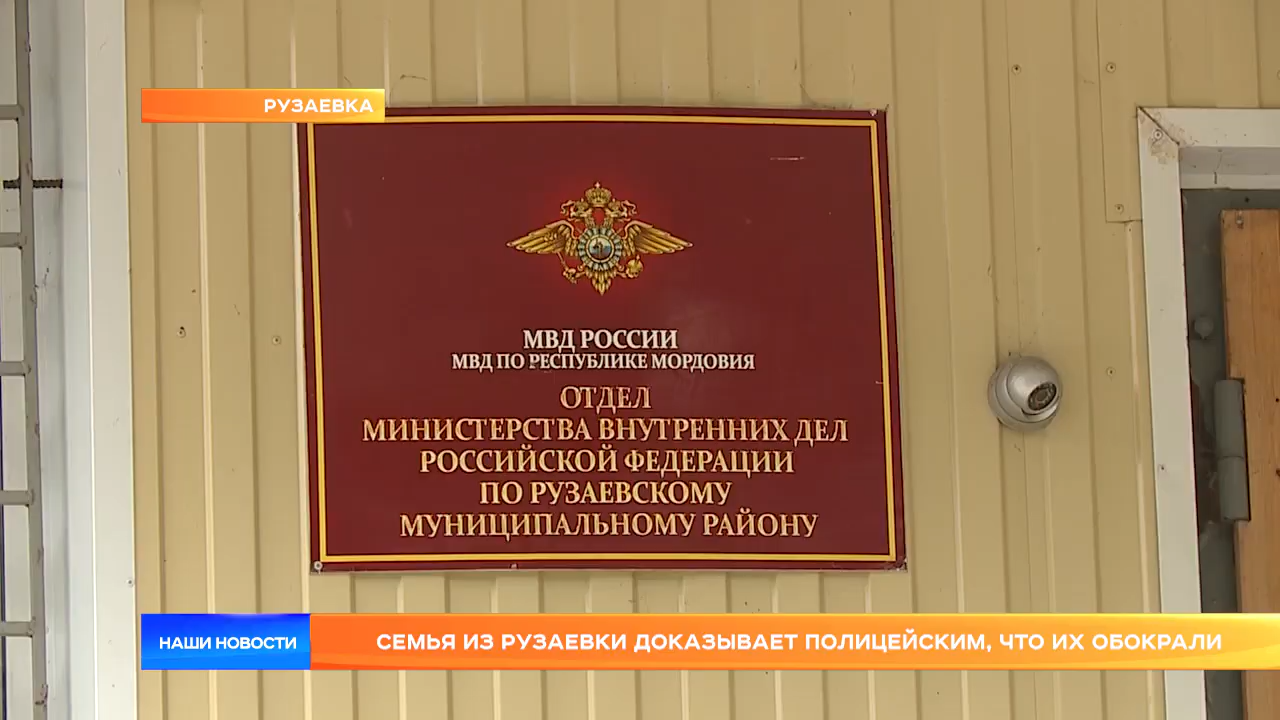 РУЗАЕВКА
МВД РОССИИ
МВД ПО РЕСПУБЛИКЕ МОРДОВИЯ
ОТДЕЛ
МИНИСТЕРСТВА ВНУТРЕННИХ ДЕЛ
РОССИЙСКОЙ ФЕДЕРАЦИИ
ПО РУЗАЕВСКОМУ
МУНИЦИПАЛЬНОМУ РАЙОНУ
НАШИ НОВОСТИ
СЕМЬЯ ИЗ РУЗАЕВКИ ДОКАЗЫВАЕТ ПОЛИЦЕЙСКИМ, ЧТО ИХ ОБОКРАЛИ